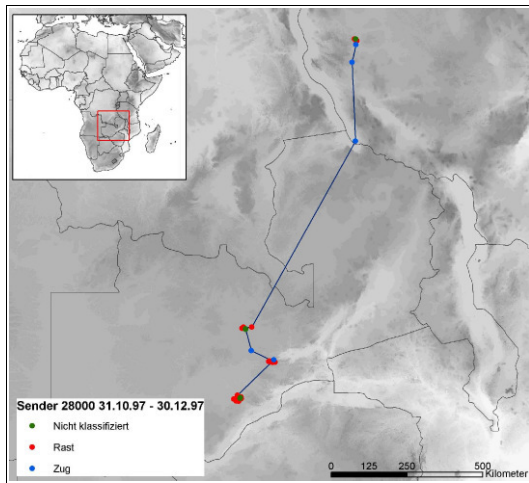 Sender 28000 31.10.97 - 30.12.97
Nicht klassifiziert
Rast
Zug
0 125 250 500
Kilometer